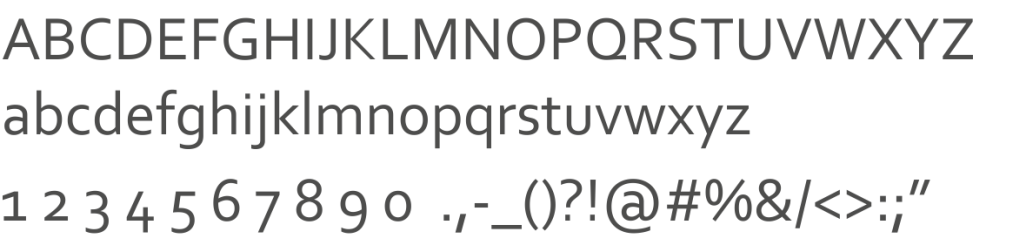 ABCDEFGHIJKLMNOPQRSTUVWXYZ
abcdefghijklmnopqrstuvwxyz
1 2 3 4 5 6 7 8 9 0 .,-_()?!@#%&/<>:;”